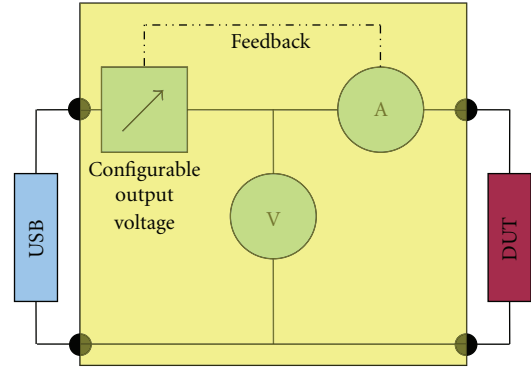 Feedback
A
Configurable
output
voltage
V
USB
DUT